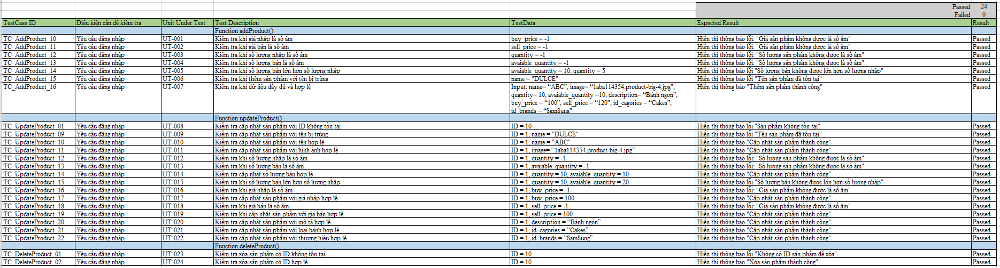 Passed 24
Failed 0
TestCase ID Điều kiện cần để kiểm tra Unit Under Test Test Description TestData Expected Result Result
Function addProduct()
TC_AddProduct_10 Yêu cầu đăng nhập UT-001 Kiểm tra khi giá nhập là số âm buy_price = -1 Hiển thị thông báo lỗi: "Giá sản phẩm không được là số âm" Passed
TC_AddProduct_11 Yêu cầu đăng nhập UT-002 Kiểm tra khi giá bán là số âm sell_price = -1 Hiển thị thông báo lỗi: "Giá sản phẩm không được là số âm" Passed
TC_AddProduct_12 Yêu cầu đăng nhập UT-003 Kiểm tra khi số lượng nhập là số âm quantity = -1 Hiển thị thông báo lỗi: "Số lượng sản phẩm không được là số âm" Passed
TC_AddProduct_13 Yêu cầu đăng nhập UT-004 Kiểm tra khi số lượng bán là số âm avaiable_quantity = -1 Hiển thị thông báo lỗi: "Số lượng sản phẩm không được là số âm" Passed
TC_AddProduct_14 Yêu cầu đăng nhập UT-005 Kiểm tra khi số lượng bán lớn hơn số lượng nhập avaiable_quantity = 10, quantity = 5 Hiển thị thông báo lỗi "Số lượng bán không được lớn hơn số lượng nhập" Passed
TC_AddProduct_15 Yêu cầu đăng nhập UT-006 Kiểm tra khi thêm sản phẩm với tên bị trùng name = "DULCE" Hiển thị thông báo lỗi "Tên sản phẩm đã tồn tại" Passed
TC_AddProduct_16 Yêu cầu đăng nhập UT-007 Kiểm tra khi dữ liệu đầy đủ và hợp lệ Input: name= “ABC”, image= “1aba114354.product-big-4.jpg”, Hiển thị thông báo "Thêm sản phẩm thành công" Passed
quantity= 10, avaiable_quantity =10, description= “Bánh ngon”,
buy_price = “100”, sell_price = “120”, id_cagories = “Cakes”,
id_brands = “SamSung”
Function updateProduct()
TC_UpdateProduct_01 Yêu cầu đăng nhập UT-008 Kiểm tra cập nhật sản phẩm với ID không tồn tại ID = 10 Hiển thị thông báo lỗi "Sản phẩm không tồn tại" Passed
TC_UpdateProduct_09 Yêu cầu đăng nhập UT-009 Kiểm tra cập nhật sản phẩm với tên bị trùng ID = 1, name = "DULCE" Hiển thị thông báo lỗi "Tên sản phẩm đã tồn tại" Passed
TC_UpdateProduct_10 Yêu cầu đăng nhập UT-010 Kiểm tra cập nhật sản phẩm với tên hợp lệ ID = 1, name = "ABC" Hiển thị thông báo "Cập nhật sản phẩm thành công" Passed
TC_UpdateProduct_11 Yêu cầu đăng nhập UT-011 Kiểm tra cập nhật sản phẩm với hình ảnh hợp lệ ID = 1, image= “1aba114354.product-big-4.jpg” Hiển thị thông báo "Cập nhật sản phẩm thành công" Passed
TC_UpdateProduct_12 Yêu cầu đăng nhập UT-012 Kiểm tra khi số lượng nhập là số âm ID = 1, quantity = -1 Hiển thị thông báo lỗi: "Số lượng sản phẩm không được là số âm" Passed
TC_UpdateProduct_13 Yêu cầu đăng nhập UT-013 Kiểm tra khi số lượng bán là số âm ID = 1, avaiable_quantity = -1 Hiển thị thông báo lỗi: "Số lượng sản phẩm không được là số âm" Passed
TC_UpdateProduct_14 Yêu cầu đăng nhập UT-014 Kiểm tra cập nhật số lượng bán hợp lệ ID = 1, quantity = 10, avaiable_quantity = 10 Hiển thị thông báo "Cập nhật sản phẩm thành công" Passed
TC_UpdateProduct_15 Yêu cầu đăng nhập UT-015 Kiểm tra khi số lượng bán lớn hơn số lượng nhập ID = 1, quantity = 10, avaiable_quantity = 20 Hiển thị thông báo lỗi "Số lượng bán không được lớn hơn số lượng nhập" Passed
TC_UpdateProduct_16 Yêu cầu đăng nhập UT-016 Kiểm tra khi giá nhập là số âm ID = 1, buy_price = -1 Hiển thị thông báo lỗi: "Giá sản phẩm không được là số âm" Passed
TC_UpdateProduct_17 Yêu cầu đăng nhập UT-017 Kiểm tra cập nhật sản phẩm với giá nhập hợp lệ ID = 1, buy_price = 100 Hiển thị thông báo "Cập nhật sản phẩm thành công" Passed
TC_UpdateProduct_18 Yêu cầu đăng nhập UT-018 Kiểm tra khi giá bán là số âm ID = 1, sell_price = -1 Hiển thị thông báo lỗi: "Giá sản phẩm không được là số âm" Passed
TC_UpdateProduct_19 Yêu cầu đăng nhập UT-019 Kiểm tra khi cập nhật sản phẩm với giá bán hợp lệ ID = 1, sell_price = 100 Hiển thị thông báo "Cập nhật sản phẩm thành công" Passed
TC_UpdateProduct_20 Yêu cầu đăng nhập UT-020 Kiểm tra cập nhật sản phẩm với mô tả hợp lệ ID = 1, description = “Bánh ngon” Hiển thị thông báo "Cập nhật sản phẩm thành công" Passed
TC_UpdateProduct_21 Yêu cầu đăng nhập UT-021 Kiểm tra cập nhật sản phẩm với loại bánh hợp lệ ID = 1, id_cagories = “Cakes” Hiển thị thông báo "Cập nhật sản phẩm thành công" Passed
TC_UpdateProduct_22 Yêu cầu đăng nhập UT-022 Kiểm tra cập nhật sản phẩm với thương hiệu hợp lệ ID = 1, id_brands = “SamSung” Hiển thị thông báo "Cập nhật sản phẩm thành công" Passed
Function deleteProduct()
TC_DeleteProduct_01 Yêu cầu đăng nhập UT-023 Kiểm tra xóa sản phẩm có ID không tồn tại ID = 10 Hiển thị thông báo lỗi "Không có ID sản phẩm để xóa" Passed
TC_DeleteProduct_02 Yêu cầu đăng nhập UT-024 Kiểm tra xóa sản phẩm có ID hợp lệ ID = 10 Hiển thị thông báo "Xóa sản phẩm thành công" Passed